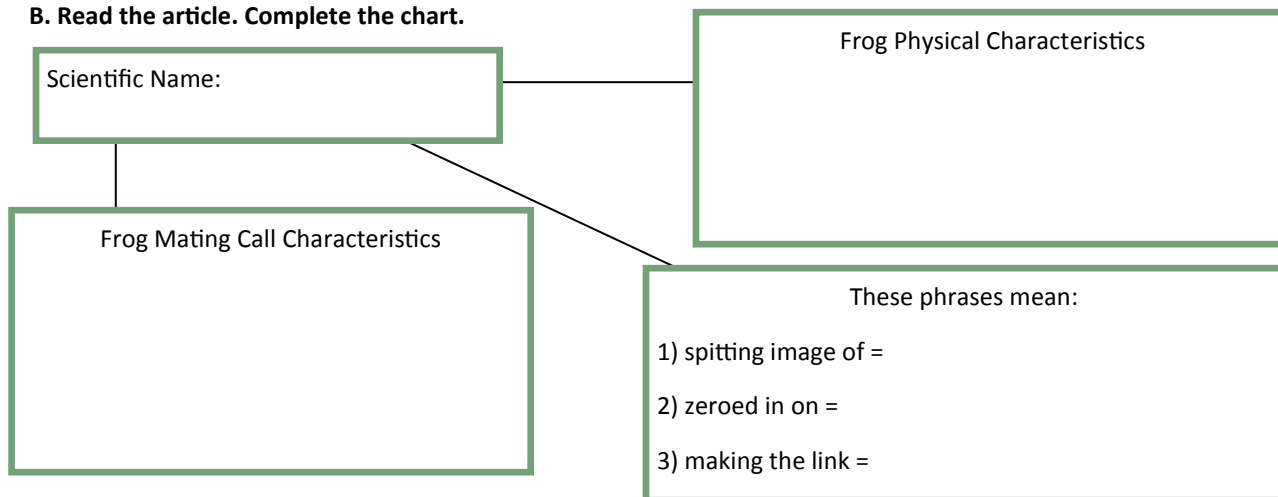 B. Read the article. Complete the chart.
Scientific Name:
Frog Physical Characteristics
Frog Mating Call Characteristics
These phrases mean:
1) spitting image of =
2) zeroed in on =
3) making the link =